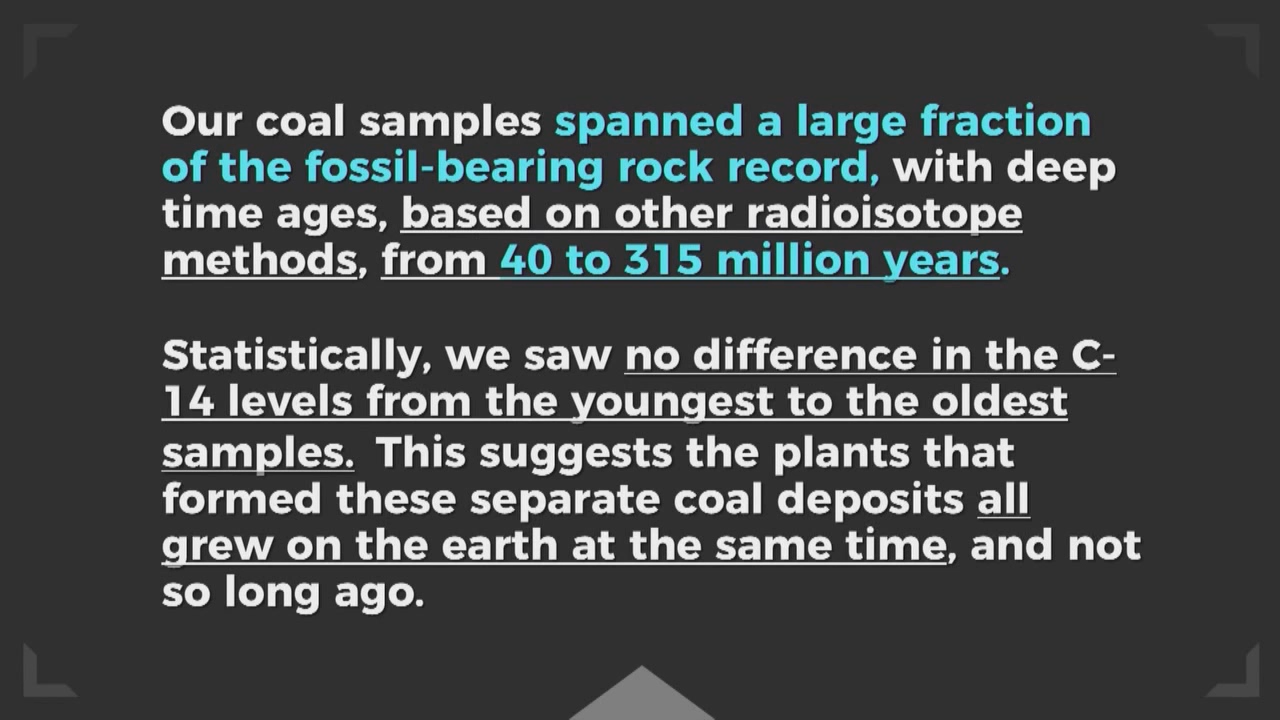 Our coal samples spanned a large fraction
of the fossil-bearing rock record, with deep
time ages, based on other radioisotope
methods, from 40 to 315 million years.
Statistically, we saw no difference in the C-
14 levels from the youngest to the oldest
samples. This suggests the plants that
formed these separate coal deposits all
grew on the earth at the same time, and not
so long ago.